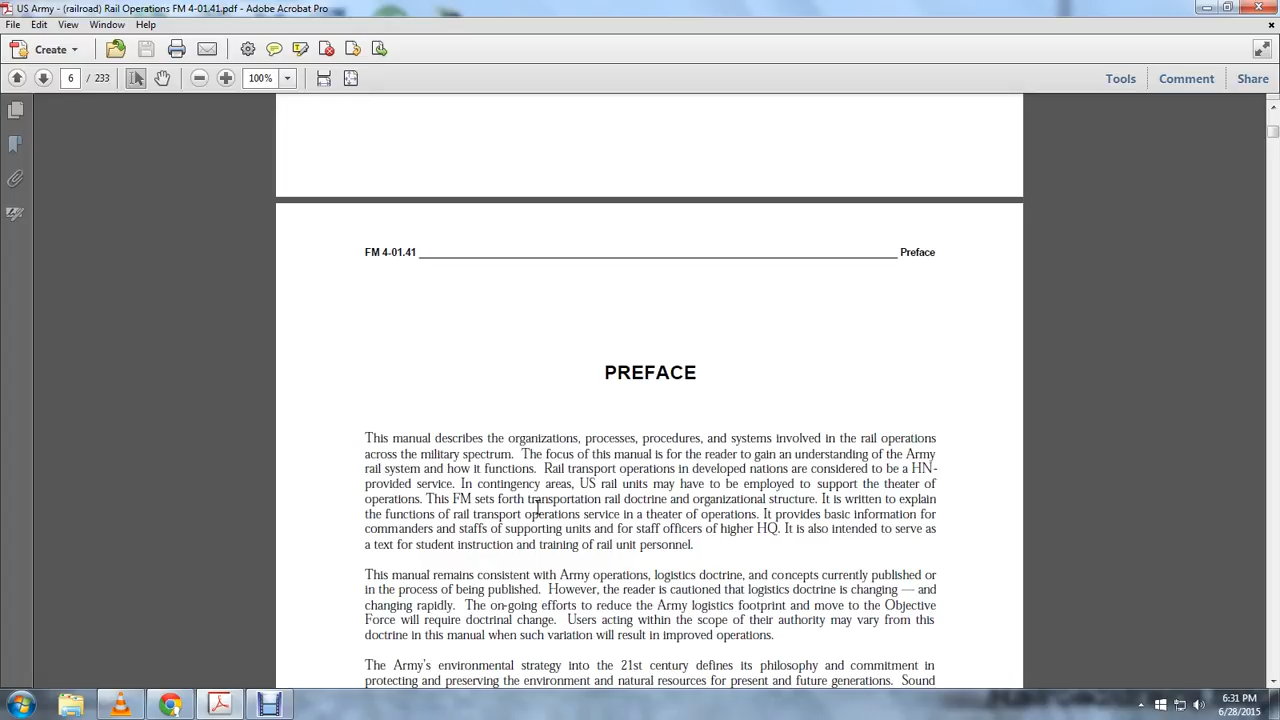 US Army - (railroad) Rail Operations FM 4-01.41.pdf - Adobe Acrobat Pro
File Edit View Window Help
Create
6 / 233
100%
Tools Comment Share
FM 4-01.41 Preface
PREFACE
This manual describes the organizations, processes, procedures, and systems involved in the rail operations
across the military spectrum. The focus of this manual is for the reader to gain an understanding of the Army
rail system and how it functions. Rail transport operations in developed nations are considered to be a HN-
provided service. In contingency areas, US rail units may have to be employed to support the theater of
operations. This FM sets forth transportation rail doctrine and organizational structure. It is written to explain
the functions of rail transport operations service in a theater of operations. It provides basic information for
commanders and staffs of supporting units and for staff officers of higher HQ. It is also intended to serve as
a text for student instruction and training of rail unit personnel.
This manual remains consistent with Army operations, logistics doctrine, and concepts currently published or
in the process of being published. However, the reader is cautioned that logistics doctrine is changing — and
changing rapidly. The on-going efforts to reduce the Army logistics footprint and move to the Objective
Force will require doctrinal change. Users acting within the scope of their authority may vary from this
doctrine in this manual when such variation will result in improved operations.
The Army's environmental strategy into the 21st century defines its philosophy and commitment in
protecting and preserving the environment and natural resources for present and future generations. Sound
6:31 PM
6/28/2015